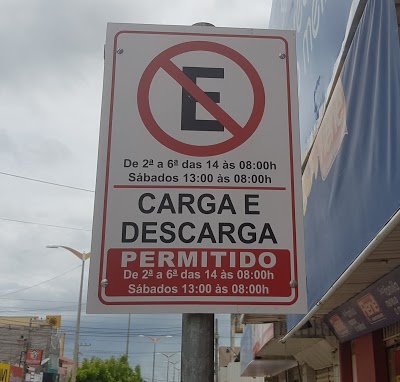 E
De 2ª a 6ª das 14 às 08:00h
Sábados 13:00 às 08:00h
CARGA E
DESCARGA
PERMITIDO
De 2ª a 6ª das 14 às 08:00h
Sábados 13:00 às 08:00h